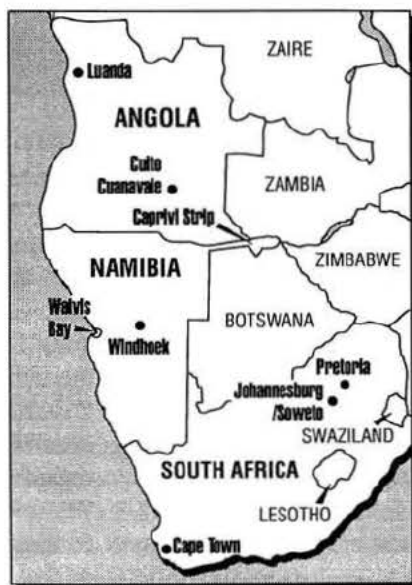 ZAIRE
Luanda
ANGOLA
Cuito
Cuanavale
ZAMBIA
Caprivi Strip
ZIMBABWE
NAMIBIA
BOTSWANA
Walvis
Bay
Windhoek
Pretoria
Johannesburg
/Soweto
SWAZILAND
SOUTH AFRICA
LESOTHO
Cape Town